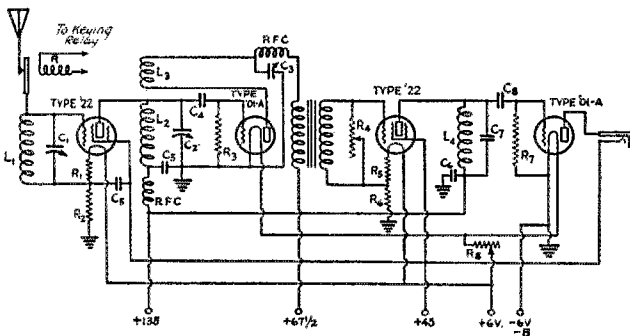 To Keying
Relay
R
RFC
C3
L3
TYPE '22
TYPE '01-A
C4
L2
C2
R3
C1
L1
R1
C5
R2
C5
RFC
TYPE '22
R4
R5
R6
L4
C6
C7
C8
R7
TYPE '01-A
R8
+135
+67 1/2
+45
+6V.
-6V
-B